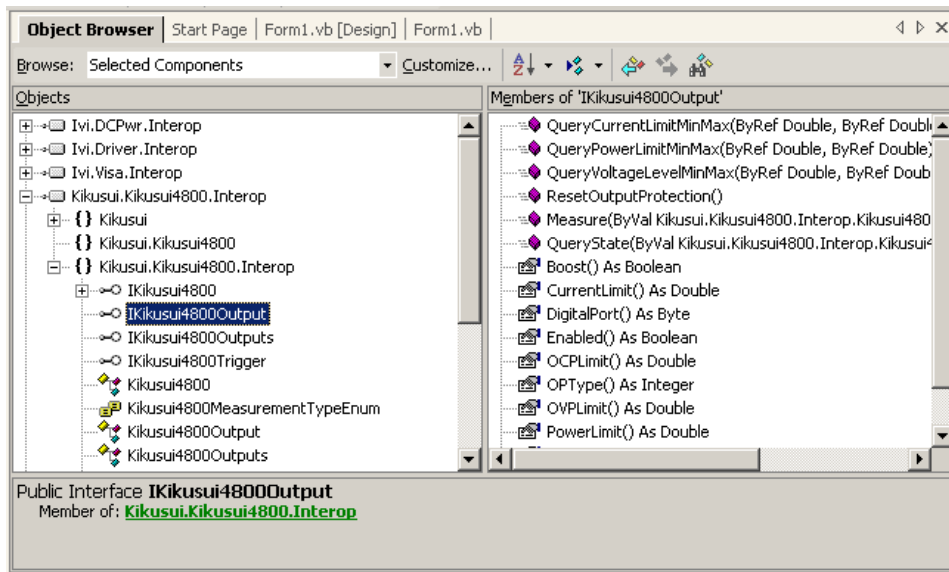 Object Browser | Start Page | Form1.vb [Design] | Form1.vb |
Browse: Selected Components Customize...
Objects
Ivi.DCPwr.Interop
Ivi.Driver.Interop
Ivi.Visa.Interop
Kikusui.Kikusui4800.Interop
{} Kikusui
{} Kikusui.Kikusui4800
{} Kikusui.Kikusui4800.Interop
IKikusui4800
IKikusui4800Output
IKikusui4800Outputs
IKikusui4800Trigger
Kikusui4800
Kikusui4800MeasurementTypeEnum
Kikusui4800Output
Kikusui4800Outputs
Members of 'IKikusui4800Output'
QueryCurrentLimitMinMax(ByRef Double, ByRef Double
QueryPowerLimitMinMax(ByRef Double, ByRef Double)
QueryVoltageLevelMinMax(ByRef Double, ByRef Doub
ResetOutputProtection()
Measure(ByVal Kikusui.Kikusui4800.Interop.Kikusui480
QueryState(ByVal Kikusui.Kikusui4800.Interop.Kikusui4
Boost() As Boolean
CurrentLimit() As Double
DigitalPort() As Byte
Enabled() As Boolean
OCPLimit() As Double
OPType() As Integer
OVPLimit() As Double
PowerLimit() As Double
Public Interface IKikusui4800Output
Member of: Kikusui.Kikusui4800.Interop